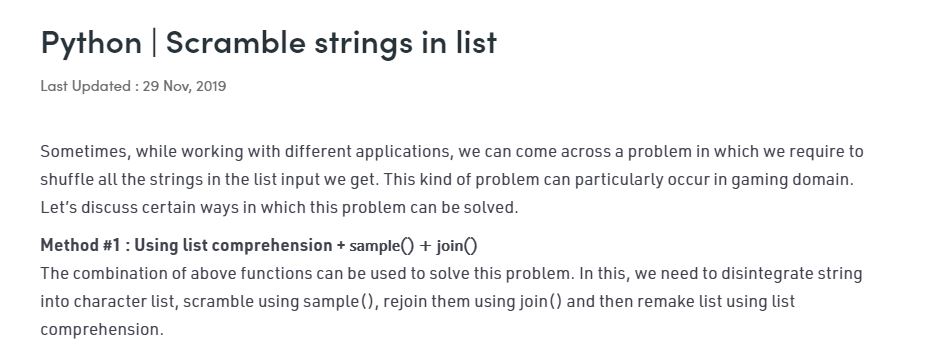 Python | Scramble strings in list
Last Updated : 29 Nov, 2019
Sometimes, while working with different applications, we can come across a problem in which we require to
shuffle all the strings in the list input we get. This kind of problem can particularly occur in gaming domain.
Let’s discuss certain ways in which this problem can be solved.
Method #1 : Using list comprehension + sample() + join()
The combination of above functions can be used to solve this problem. In this, we need to disintegrate string
into character list, scramble using sample(), rejoin them using join() and then remake list using list
comprehension.